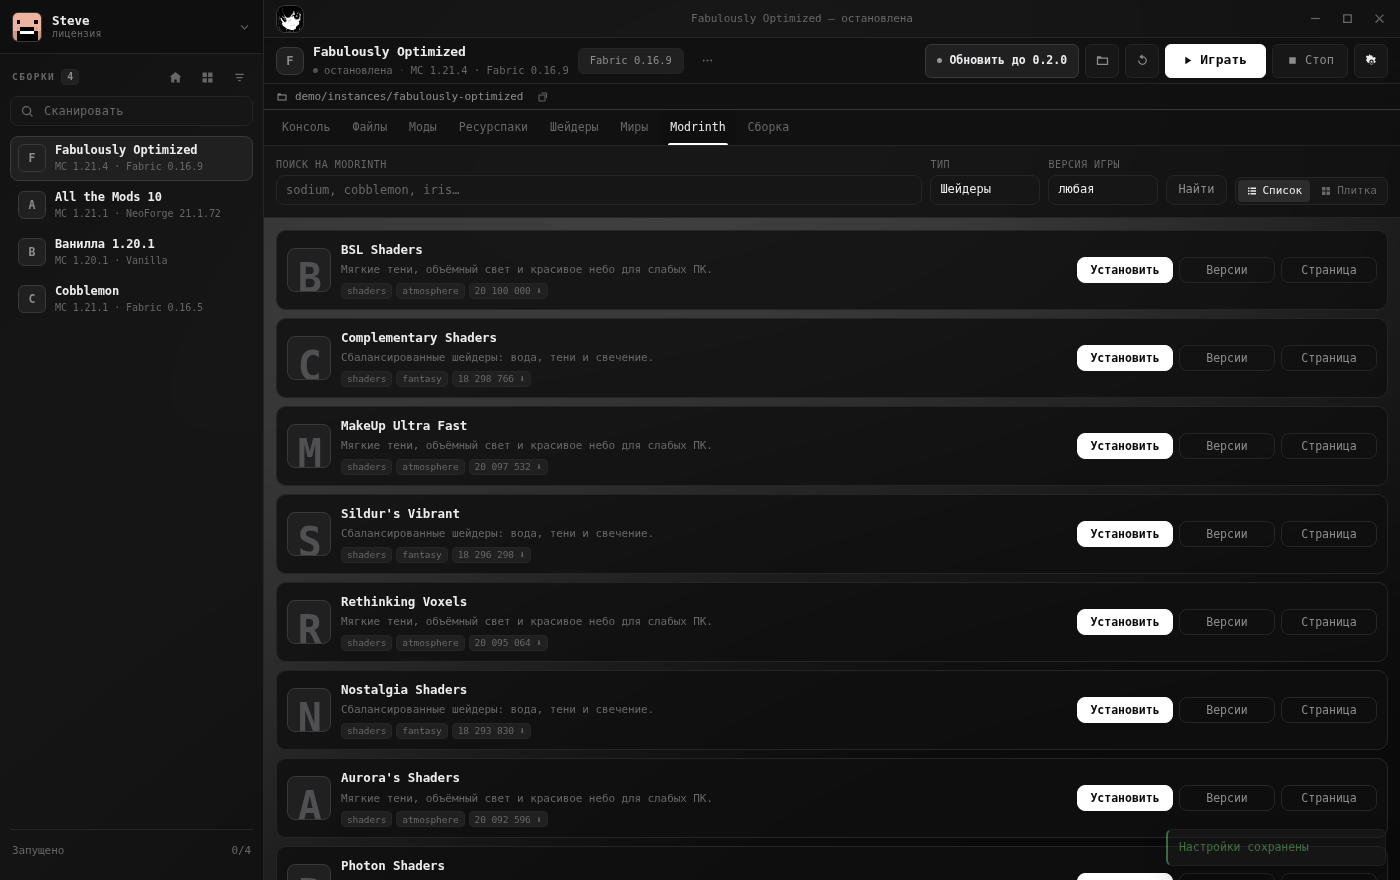 Steve
лицензия
СБОРКИ 4
Сканировать
F
Fabulously Optimized
MC 1.21.4 · Fabric 0.16.9
A
All the Mods 10
MC 1.21.1 · NeoForge 21.1.72
В
Ванилла 1.20.1
MC 1.20.1 · Vanilla
C
Cobblemon
MC 1.21.1 · Fabric 0.16.5
Запущено 0/4
Fabulously Optimized — остановлена
F
Fabulously Optimized
остановлена · MC 1.21.4 · Fabric 0.16.9
Fabric 0.16.9
Обновить до 0.2.0
Играть
Стоп
demo/instances/fabulously-optimized
Консоль Файлы Моды Ресурспаки Шейдеры Миры Modrinth Сборка
ПОИСК НА MODRINTH ТИП ВЕРСИЯ ИГРЫ
sodium, cobblemon, iris… Шейдеры любая Найти Список Плитка
B
BSL Shaders
Мягкие тени, объёмный свет и красивое небо для слабых ПК.
shaders atmosphere 20 100 000 ⬇
Установить Версии Страница
C
Complementary Shaders
Сбалансированные шейдеры: вода, тени и свечение.
shaders fantasy 18 298 766 ⬇
Установить Версии Страница
M
MakeUp Ultra Fast
Мягкие тени, объёмный свет и красивое небо для слабых ПК.
shaders atmosphere 20 097 532 ⬇
Установить Версии Страница
S
Sildur's Vibrant
Сбалансированные шейдеры: вода, тени и свечение.
shaders fantasy 18 296 298 ⬇
Установить Версии Страница
R
Rethinking Voxels
Мягкие тени, объёмный свет и красивое небо для слабых ПК.
shaders atmosphere 20 095 064 ⬇
Установить Версии Страница
N
Nostalgia Shaders
Сбалансированные шейдеры: вода, тени и свечение.
shaders fantasy 18 293 830 ⬇
Установить Версии Страница
A
Aurora's Shaders
Мягкие тени, объёмный свет и красивое небо для слабых ПК.
shaders atmosphere 20 092 596 ⬇
Установить Версии Страница
Photon Shaders
Настройки сохранены